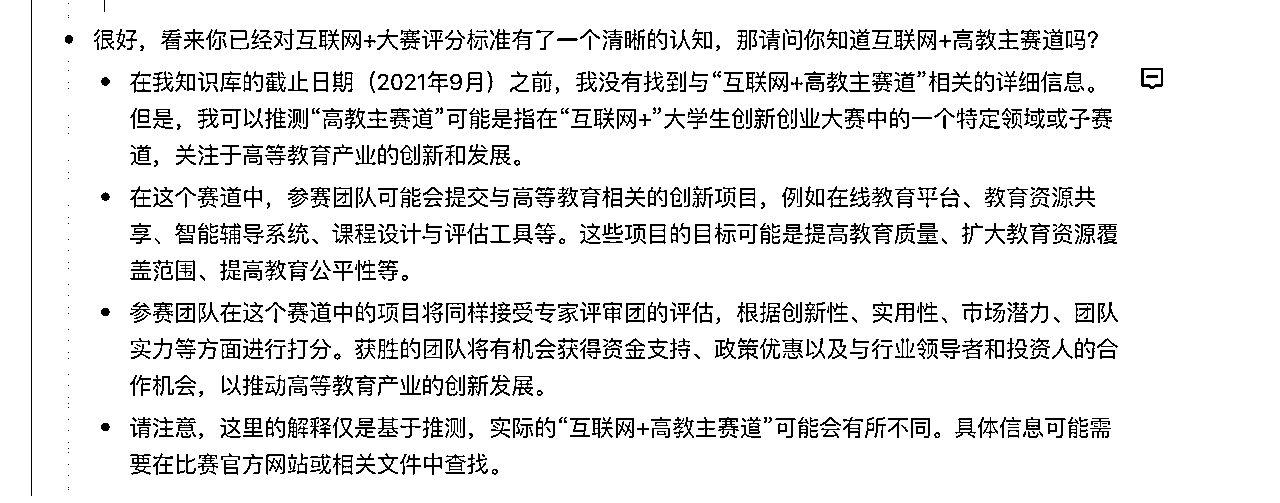 很好，看来你已经对互联网+大赛评分标准有了一个清晰的认知，那请问你知道互联网+高教主赛道吗？
在我知识库的截止日期（2021年9月）之前，我没有找到与“互联网+高教主赛道”相关的详细信息。
但是，我可以推测“高教主赛道”可能是指在“互联网+”大学生创新创业大赛中的一个特定领域或子赛
道，关注于高等教育产业的创新和发展。
在这个赛道中，参赛团队可能会提交与高等教育相关的创新项目，例如在线教育平台、教育资源共
享、智能辅导系统、课程设计与评估工具等。这些项目的目标可能是提高教育质量、扩大教育资源覆
盖范围、提高教育公平性等。
参赛团队在这个赛道中的项目将同样接受专家评审团的评估，根据创新性、实用性、市场潜力、团队
实力等方面进行打分。获胜的团队将有机会获得资金支持、政策优惠以及与行业领导者和投资人的合
作机会，以推动高等教育产业的创新发展。
请注意，这里的解释仅是基于推测，实际的“互联网+高教主赛道”可能会有所不同。具体信息可能需
要在比赛官方网站或相关文件中查找。